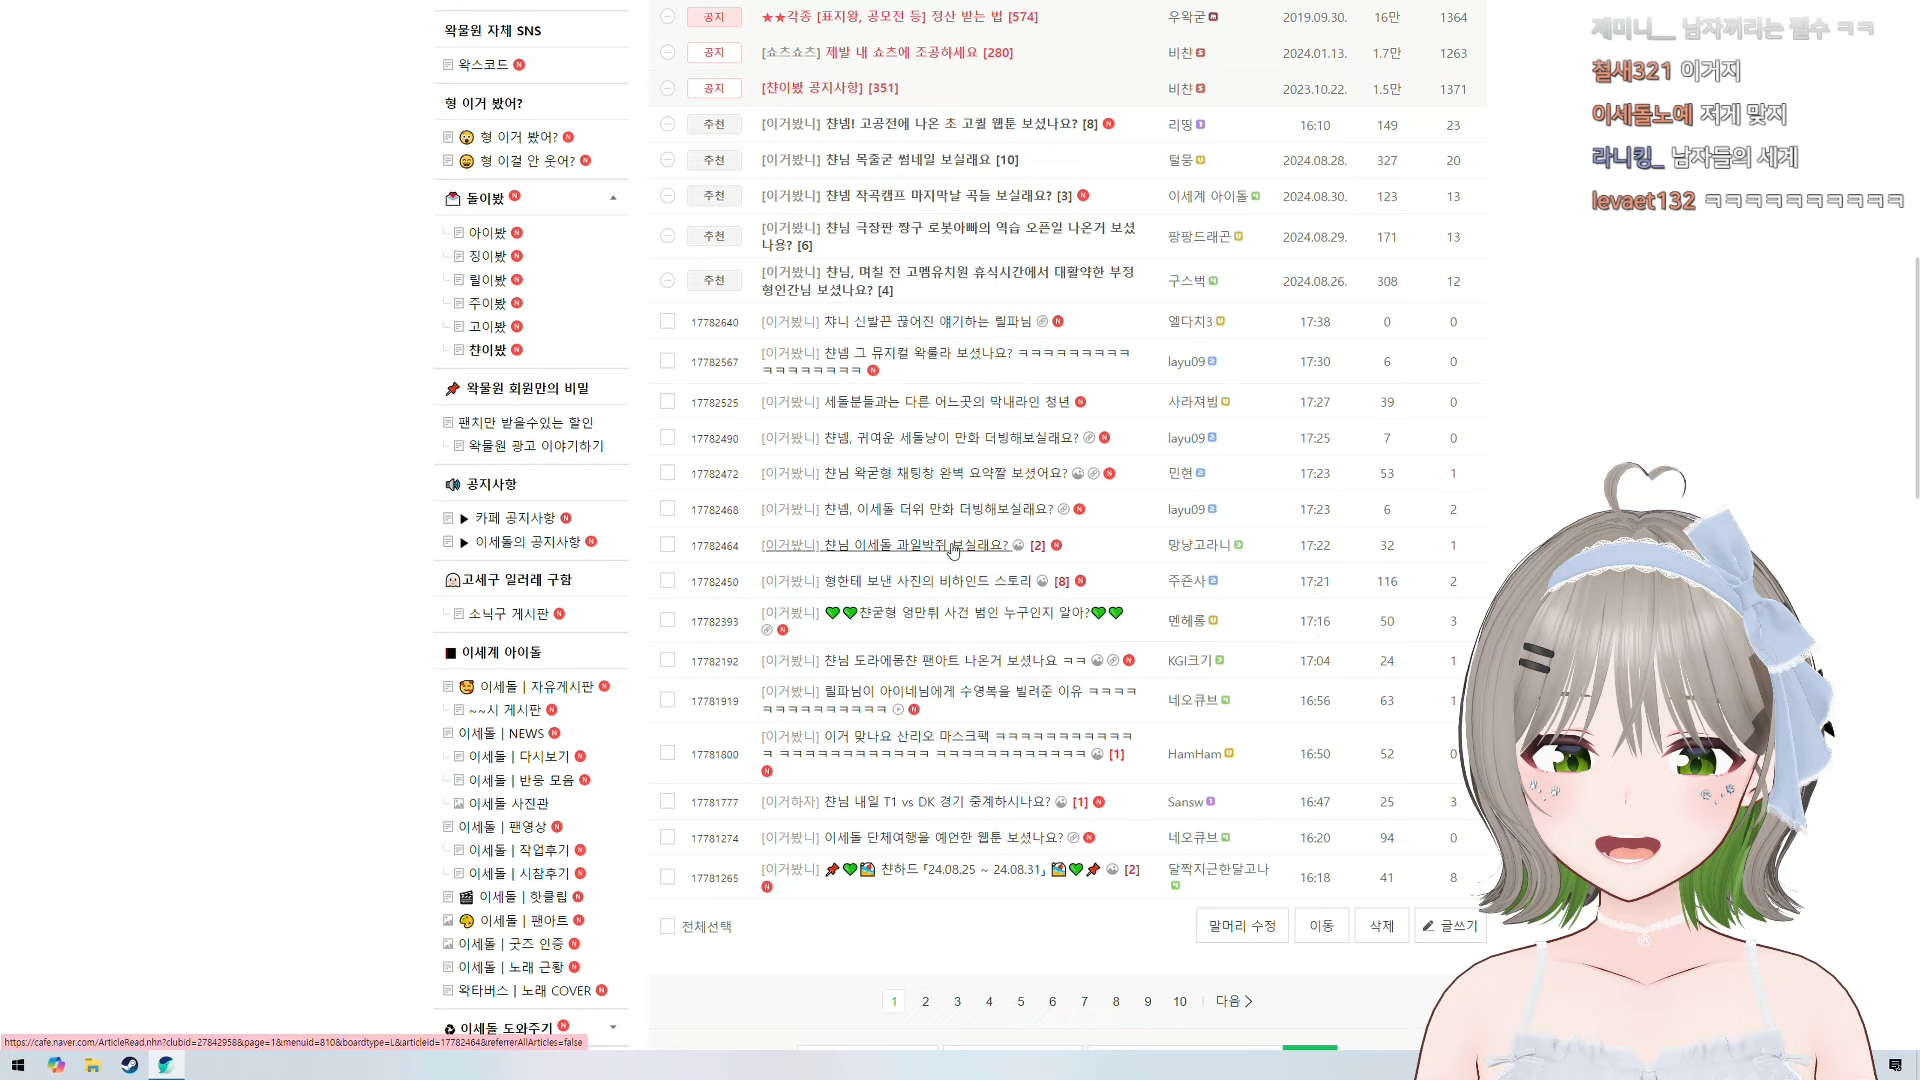 왁물원 자체 SNS
왁스코드
형 이거 봤어?
형 이거 봤어?
형 이걸 안 웃어?
돌이봤
아이봤
징이봤
릴이봤
주이봤
고이봤
챤이봤
왁물원 회원만의 비밀
팬치만 받을수있는 할인
왁물원 광고 이야기하기
공지사항
▶ 카페 공지사항
▶ 이세돌의 공지사항
고세구 일러레 구함
소닉구 게시판
이세계 아이돌
이세돌 | 자유게시판
~~시 게시판
이세돌 | NEWS
이세돌 | 다시보기
이세돌 | 반응 모음
이세돌 사진관
이세돌 | 팬영상
이세돌 | 작업후기
이세돌 | 시참후기
이세돌 | 핫클립
이세돌 | 팬아트
이세돌 | 굿즈 인증
이세돌 | 노래 근황
왁타버스 | 노래 COVER
이세돌 도와주기
공지 ★★각종 [표지왕, 공모전 등] 정산 받는 법 [574] 우왁굳 2019.09.30. 16만 1364
공지 [쇼츠쇼츠] 제발 내 쇼츠에 조공하세요 [280] 비챤 2024.01.13. 1.7만 1263
공지 [챤이봤 공지사항] [351] 비챤 2023.10.22. 1.5만 1371
추천 [이거봤니] 챤넴! 고공전에 나온 초 고퀄 웹툰 보셨나요? [8] 리띵 16:10 149 23
추천 [이거봤니] 챤님 목줄굳 썸네일 보실래요 [10] 털뭉 2024.08.28. 327 20
추천 [이거봤니] 챤넴 작곡캠프 마지막날 곡들 보실래요? [3] 이세계 아이돌 2024.08.30. 123 13
추천 [이거봤니] 챤님 극장판 짱구 로봇아빠의 역습 오픈일 나온거 보셨
나용? [6] 팡팡드래곤 2024.08.29. 171 13
추천 [이거봤니] 챤님, 며칠 전 고멤유치원 휴식시간에서 대활약한 부정
형인간님 보셨나요? [4] 구스벅 2024.08.26. 308 12
17782640 [이거봤니] 챠니 신발끈 끊어진 얘기하는 릴파님 엘다치3 17:38 0 0
17782567 [이거봤니] 챤넴 그 뮤지컬 왁룰라 보셨나요? ㅋㅋㅋㅋㅋㅋㅋㅋㅋ
ㅋㅋㅋㅋㅋㅋㅋㅋ layu09 17:30 6 0
17782525 [이거봤니] 세돌분들과는 다른 어느곳의 막내라인 청년 사라져빔 17:27 39 0
17782490 [이거봤니] 챤넴, 귀여운 세돌냥이 만화 더빙해보실래요? layu09 17:25 7 0
17782472 [이거봤니] 챤님 왁굳형 채팅창 완벽 요약짤 보셨어요? 민현 17:23 53 1
17782468 [이거봤니] 챤넴, 이세돌 더위 만화 더빙해보실래요? layu09 17:23 6 2
17782464 [이거봤니] 챤님 이세돌 과일박쥐 보실래요? [2] 망냥고라니 17:22 32 1
17782450 [이거봤니] 형한테 보낸 사진의 비하인드 스토리 [8] 주죤사 17:21 116 2
17782393 [이거봤니] 💚💚챤굳형 엉만튀 사건 범인 누구인지 알아?💚💚 멘헤롱 17:16 50 3
17782192 [이거봤니] 챤님 도라에몽챤 팬아트 나온거 보셨나요 ㅋㅋ KGI크기 17:04 24 1
17781919 [이거봤니] 릴파님이 아이네님에게 수영복을 빌려준 이유 ㅋㅋㅋㅋ
ㅋㅋㅋㅋㅋㅋㅋㅋㅋㅋ 네오큐브 16:56 63 1
17781800 [이거봤니] 이거 맞나요 산리오 마스크팩 ㅋㅋㅋㅋㅋㅋㅋㅋㅋㅋㅋ
ㅋ ㅋㅋㅋㅋㅋㅋㅋㅋㅋㅋㅋㅋ ㅋㅋㅋㅋㅋㅋㅋㅋㅋㅋㅋㅋ [1] HamHam 16:50 52 0
17781777 [이거하자] 챤님 내일 T1 vs DK 경기 중계하시나요? [1] Sansw 16:47 25 3
17781274 [이거봤니] 이세돌 단체여행을 예언한 웹툰 보셨나요? 네오큐브 16:20 94 0
17781265 [이거봤니] 📌💚🏖 챤하드 「24.08.25 ~ 24.08.31」 🏖💚📌 [2] 달짝지근한달고나 16:18 41 8
전체선택 말머리 수정 이동 삭제 글쓰기
1 2 3 4 5 6 7 8 9 10 다음
제미니__ 남자끼리는 필수 ㅋㅋ
철새321 이거지
이세돌노예 저게 맞지
라니킹_ 남자들의 세계
levaet132 ㅋㅋㅋㅋㅋㅋㅋㅋㅋㅋ
https://cafe.naver.com/ArticleRead.nhn?clubid=27842958&page=1&menuid=810&boardtype=L&articleid=17782464&referrerAllArticles=false